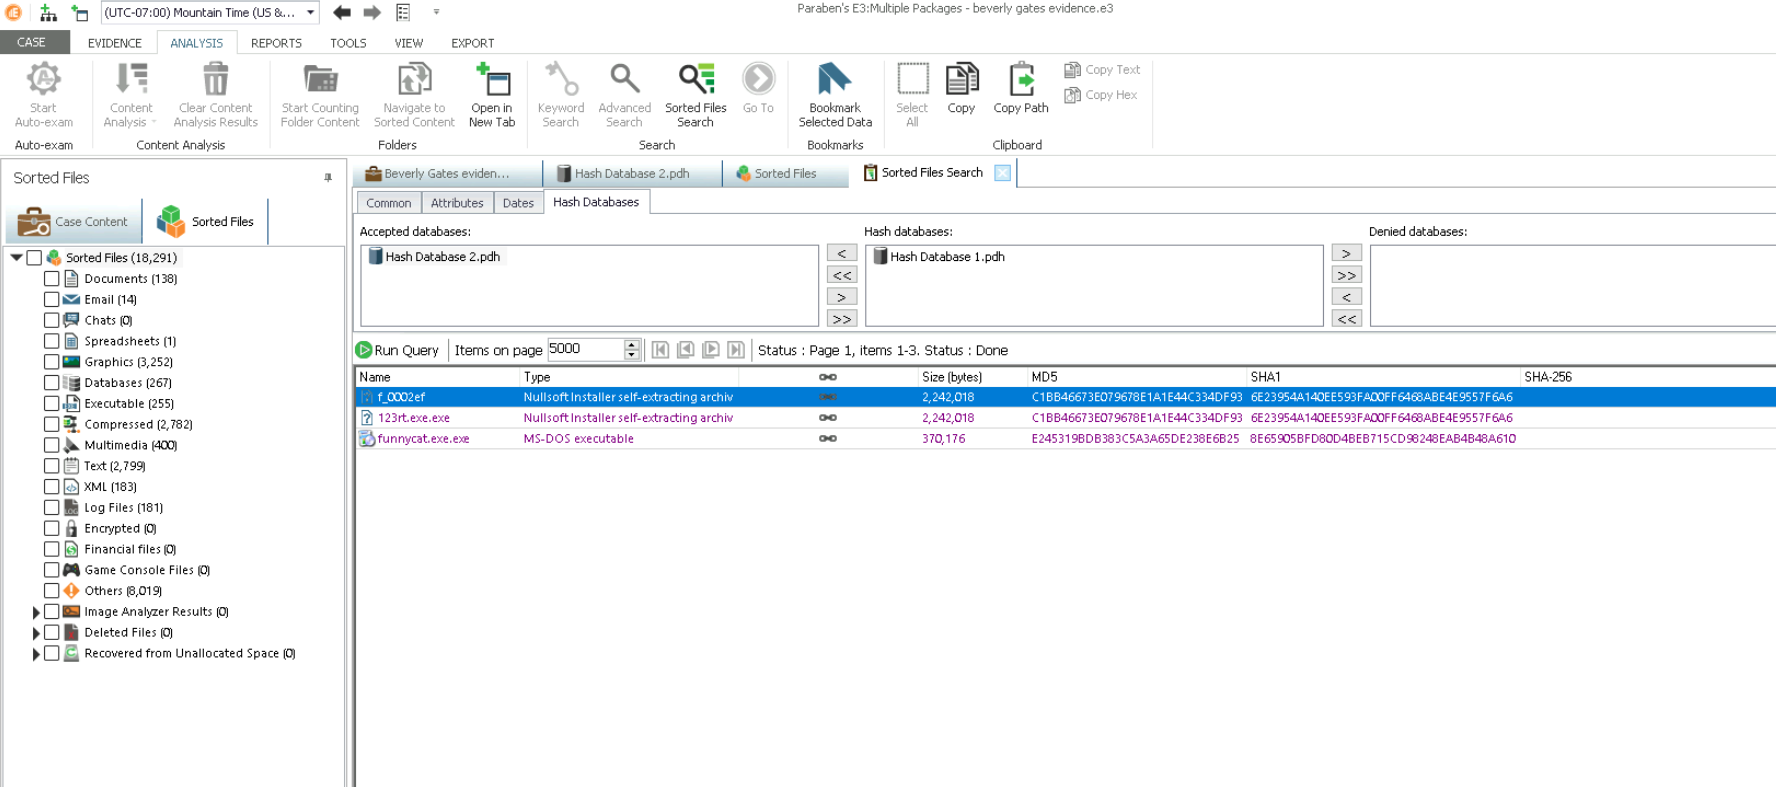 (UTC-07:00) Mountain Time (US &...
Paraben's E3:Multiple Packages - beverly gates evidence.e3
CASE EVIDENCE ANALYSIS REPORTS TOOLS VIEW EXPORT
Start Auto-exam
Content Analysis
Clear Content Analysis Results
Start Counting Folder Content
Navigate to Sorted Content
Open in New Tab
Keyword Search
Advanced Search
Sorted Files Search
Go To
Bookmark Selected Data
Select All
Copy
Copy Path
Copy Text
Copy Hex
Auto-exam Content Analysis Folders Search Bookmarks Clipboard
Sorted Files
Case Content Sorted Files
Sorted Files (18,291)
Documents (138)
Email (14)
Chats (0)
Spreadsheets (1)
Graphics (3,252)
Databases (267)
Executable (255)
Compressed (2,782)
Multimedia (400)
Text (2,799)
XML (183)
Log Files (181)
Encrypted (0)
Financial files (0)
Game Console Files (0)
Others (8,019)
Image Analyzer Results (0)
Deleted Files (0)
Recovered from Unallocated Space (0)
Beverly Gates eviden... Hash Database 2.pdh Sorted Files Sorted Files Search
Common Attributes Dates Hash Databases
Accepted databases: Hash databases: Denied databases:
Hash Database 2.pdh < Hash Database 1.pdh >
<< >>
> <
>> <<
Run Query Items on page 5000 Status : Page 1, items 1-3. Status : Done
Name Type Size (bytes) MD5 SHA1 SHA-256
f_0002ef Nullsoft Installer self-extracting archiv 2,242,018 C1BB46673E079678E1A1E44C334DF93 6E23954A140EE593FA00FF6468ABE4E9557F6A6
123rt.exe.exe Nullsoft Installer self-extracting archiv 2,242,018 C1BB46673E079678E1A1E44C334DF93 6E23954A140EE593FA00FF6468ABE4E9557F6A6
funnycat.exe.exe MS-DOS executable 370,176 E245319BDB383C5A3A65DE238E6B25 8E65905BFD80D4BEB715CD98248EAB4B48A610